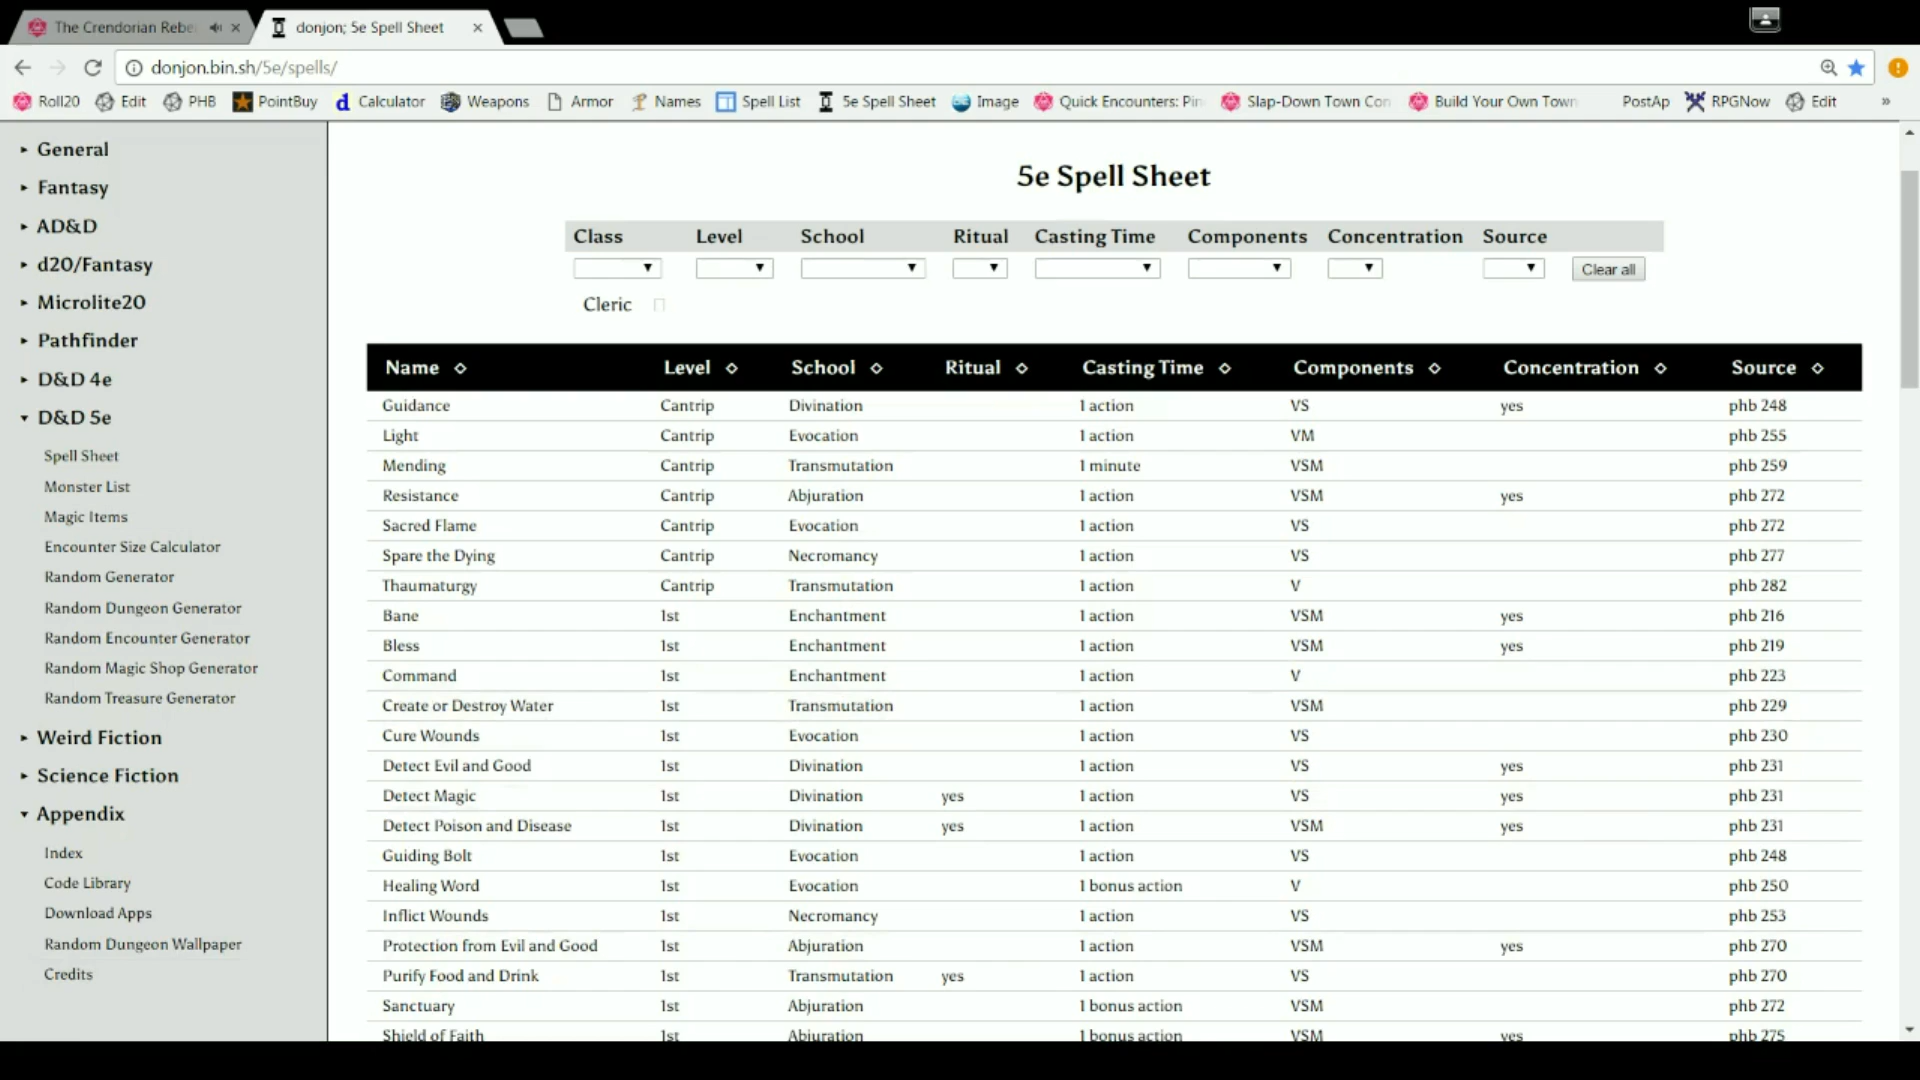 The Crendorian Rebe
donjon; 5e Spell Sheet
donjon.bin.sh/5e/spells/
Roll20 Edit PHB PointBuy Calculator Weapons Armor Names Spell List 5e Spell Sheet Image Quick Encounters: Pin Slap-Down Town Con Build Your Own Town PostAp RPGNow Edit »
General
Fantasy
AD&D
d20/Fantasy
Microlite20
Pathfinder
D&D 4e
D&D 5e
Spell Sheet
Monster List
Magic Items
Encounter Size Calculator
Random Generator
Random Dungeon Generator
Random Encounter Generator
Random Magic Shop Generator
Random Treasure Generator
Weird Fiction
Science Fiction
Appendix
Index
Code Library
Download Apps
Random Dungeon Wallpaper
Credits
5e Spell Sheet
Class Level School Ritual Casting Time Components Concentration Source
Clear all
Cleric
Name Level School Ritual Casting Time Components Concentration Source
Guidance Cantrip Divination 1 action VS yes phb 248
Light Cantrip Evocation 1 action VM phb 255
Mending Cantrip Transmutation 1 minute VSM phb 259
Resistance Cantrip Abjuration 1 action VSM yes phb 272
Sacred Flame Cantrip Evocation 1 action VS phb 272
Spare the Dying Cantrip Necromancy 1 action VS phb 277
Thaumaturgy Cantrip Transmutation 1 action V phb 282
Bane 1st Enchantment 1 action VSM yes phb 216
Bless 1st Enchantment 1 action VSM yes phb 219
Command 1st Enchantment 1 action V phb 223
Create or Destroy Water 1st Transmutation 1 action VSM phb 229
Cure Wounds 1st Evocation 1 action VS phb 230
Detect Evil and Good 1st Divination 1 action VS yes phb 231
Detect Magic 1st Divination yes 1 action VS yes phb 231
Detect Poison and Disease 1st Divination yes 1 action VSM yes phb 231
Guiding Bolt 1st Evocation 1 action VS phb 248
Healing Word 1st Evocation 1 bonus action V phb 250
Inflict Wounds 1st Necromancy 1 action VS phb 253
Protection from Evil and Good 1st Abjuration 1 action VSM yes phb 270
Purify Food and Drink 1st Transmutation yes 1 action VS phb 270
Sanctuary 1st Abjuration 1 bonus action VSM phb 272
Shield of Faith 1st Abjuration 1 bonus action VSM yes phb 275